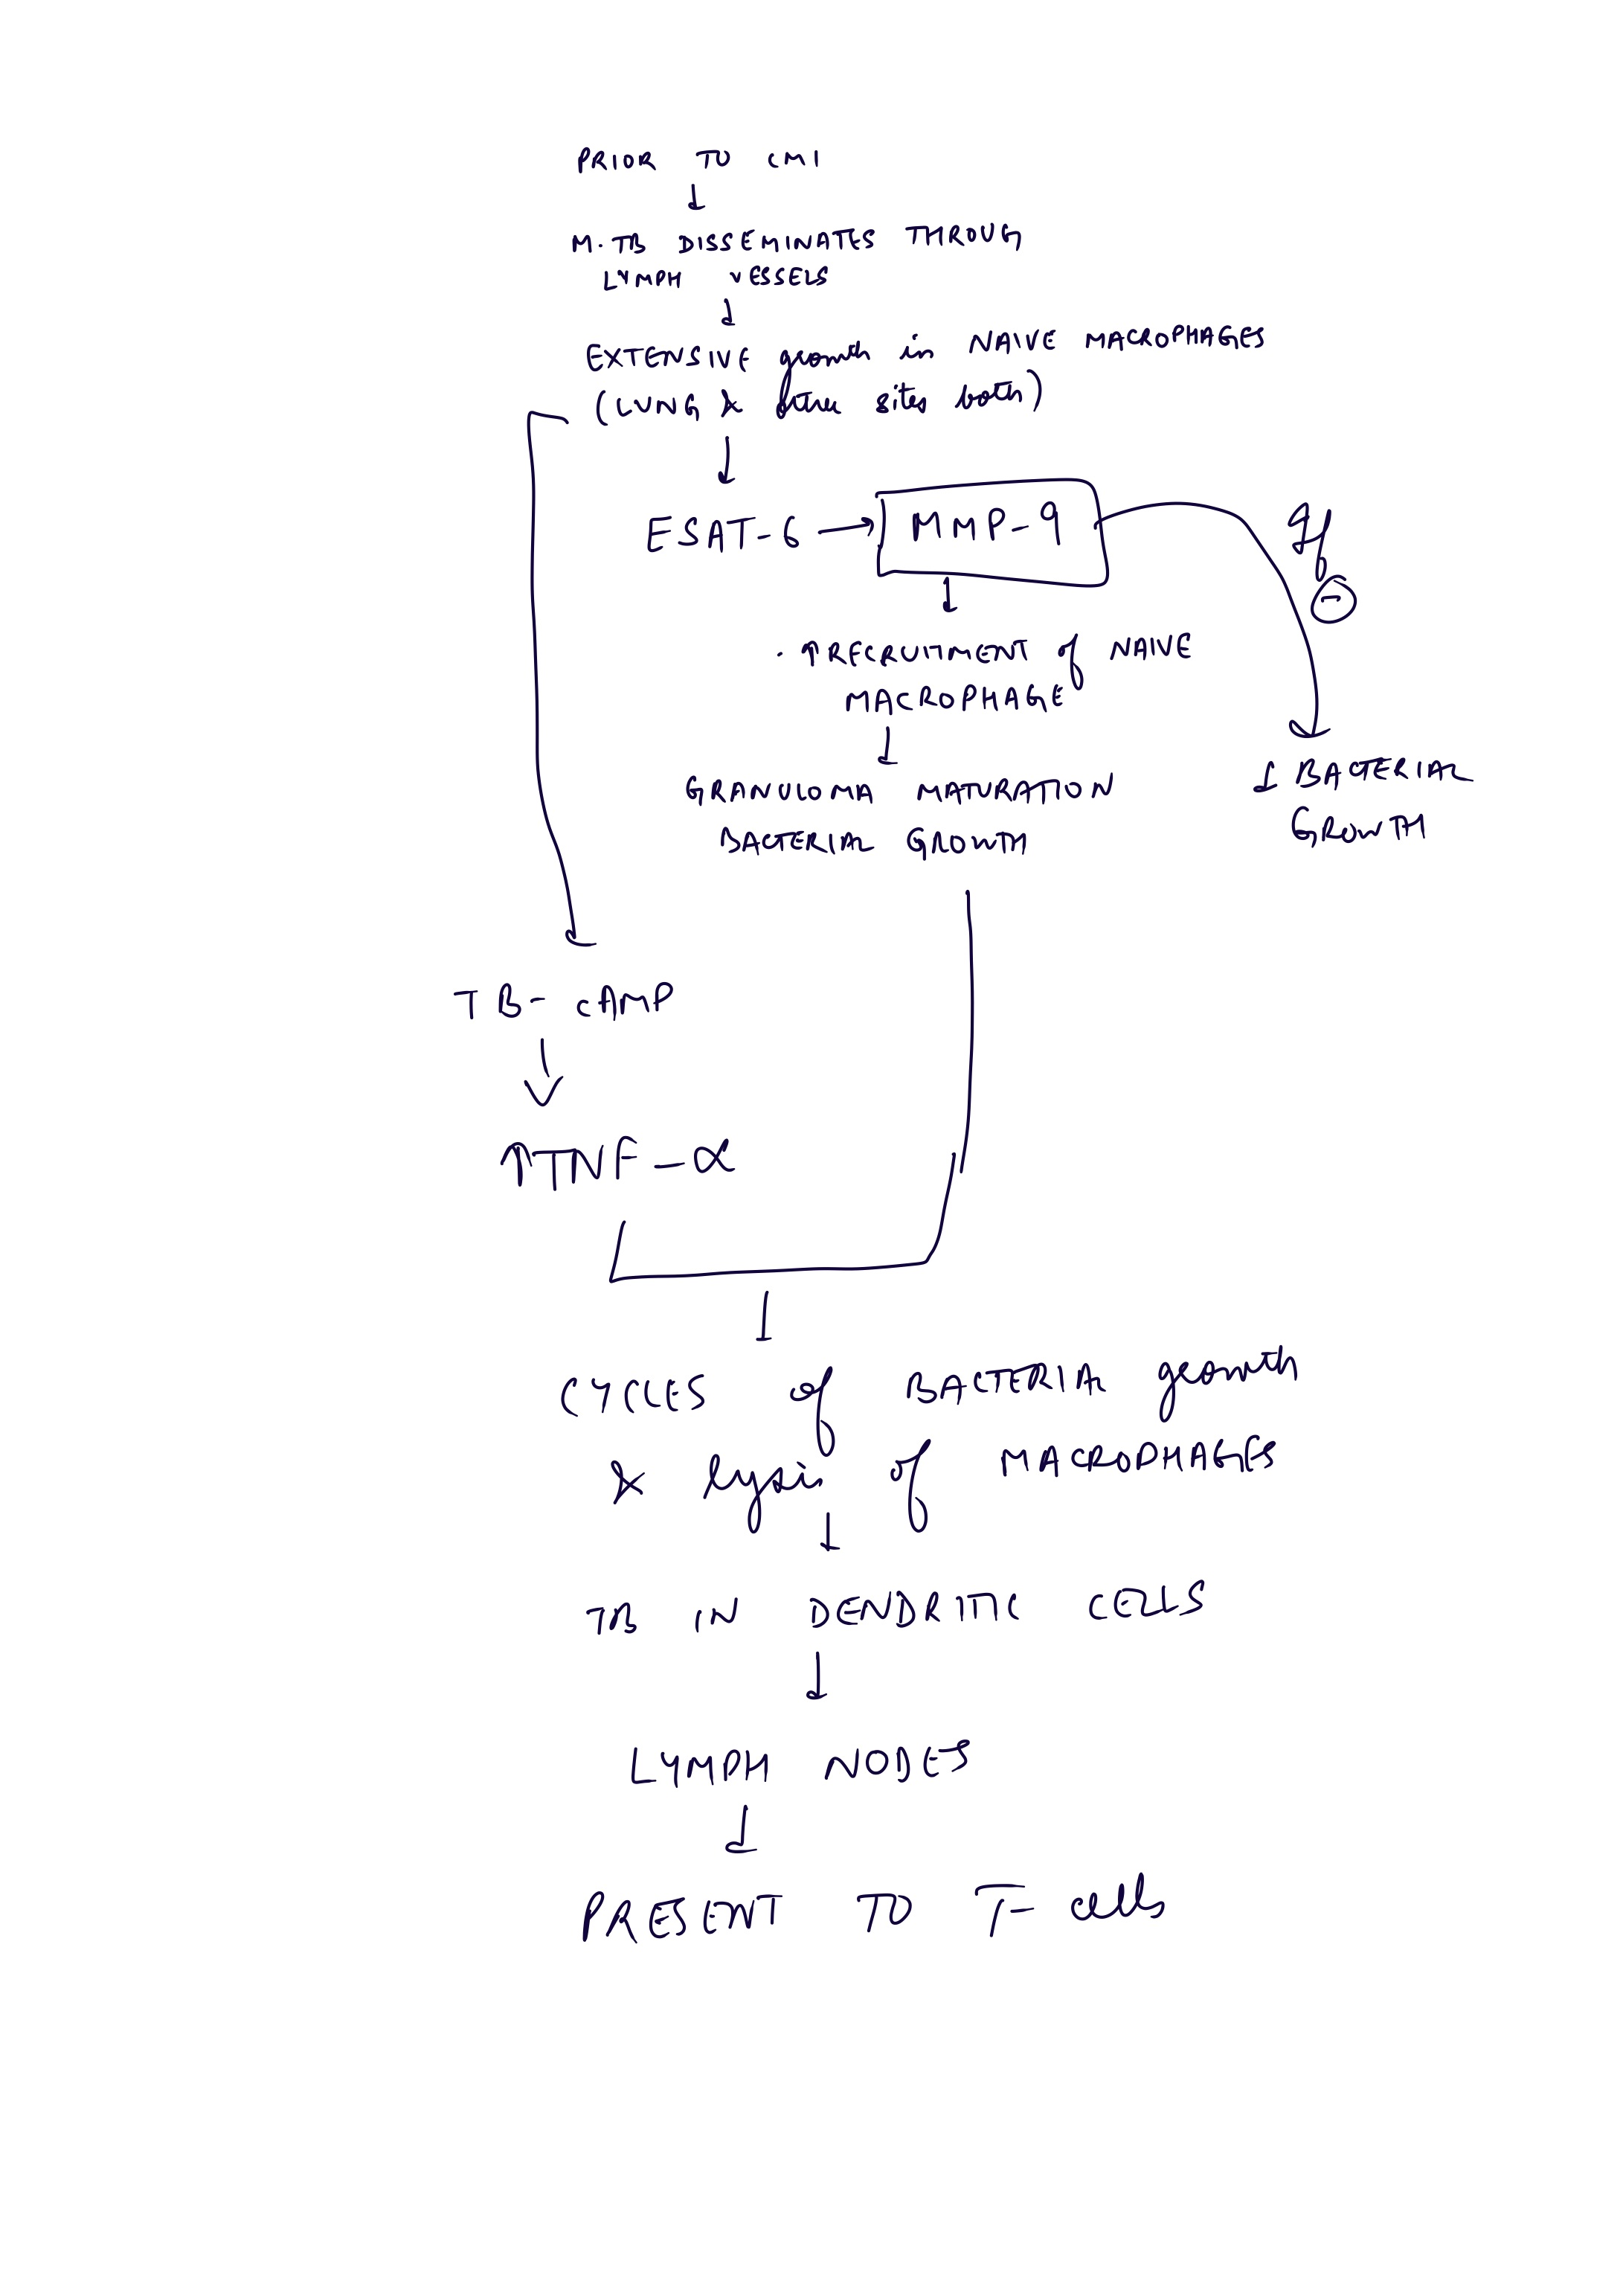 PRIOR TO CMI
↓
M.TB DISSEMINATES THROUG
LYMPH VESSELS
↓
EXTENSIVE growth in NAIVE MACROPHAGES
(LUNG & other sites both)
↓
ESAT-6 → MMP-9
If
⊖
↓
· ↑RECRUITMENT of NAIVE
MACROPHAGE
↓
GRANULOMA MATURATION
BACTERIAL GROWTH
↓ BACTERIAL
GROWTH
TB- cAMP
↓
↑TNF-α
↓
CYCLES of BACTERIA growth
& lysis of MACROPHAGES
↓
TB IN DENDRITIC CELLS
↓
LYMPH NODES
↓
PRESENT TO T- cells